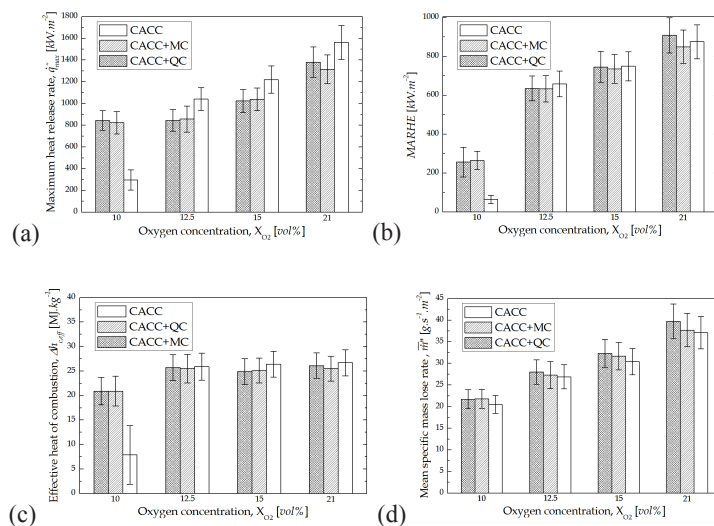 Maximum heat release rate, q̇"max [kW.m⁻²]
1800
1600
1400
1200
1000
800
600
400
200
0
CACC
CACC+MC
CACC+QC
10 12.5 15 21
Oxygen concentration, X_O2 [vol%]
(a)
MARHE [kW.m⁻²]
1000
800
600
400
200
0
CACC
CACC+MC
CACC+QC
10 12.5 15 21
Oxygen concentration, X_O2 [vol%]
(b)
Effective heat of combustion, Δh_c,eff [MJ.kg⁻¹]
40
35
30
25
20
15
10
5
0
CACC
CACC+QC
CACC+MC
10 12.5 15 21
Oxygen concentration, X_O2 [vol%]
(c)
Mean specific mass lose rate, m̄" [g.s⁻¹.m⁻²]
45
40
35
30
25
20
15
10
5
0
CACC
CACC+MC
CACC+QC
10 12.5 15 21
Oxygen concentration, X_O2 [vol%]
(d)